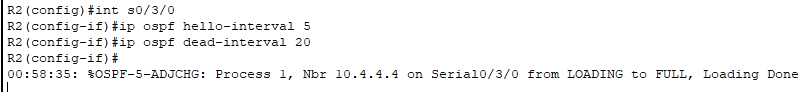 R2(config)#int s0/3/0
R2(config-if)#ip ospf hello-interval 5
R2(config-if)#ip ospf dead-interval 20
R2(config-if)#
00:58:35: %OSPF-5-ADJCHG: Process 1, Nbr 10.4.4.4 on Serial0/3/0 from LOADING to FULL, Loading Done